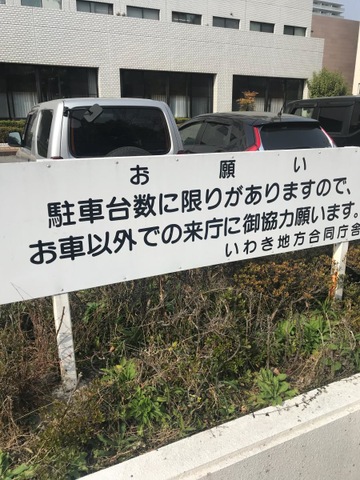 お願い
駐車台数に限りがありますので、
お車以外での来庁に御協力願います。
いわき地方合同庁舎